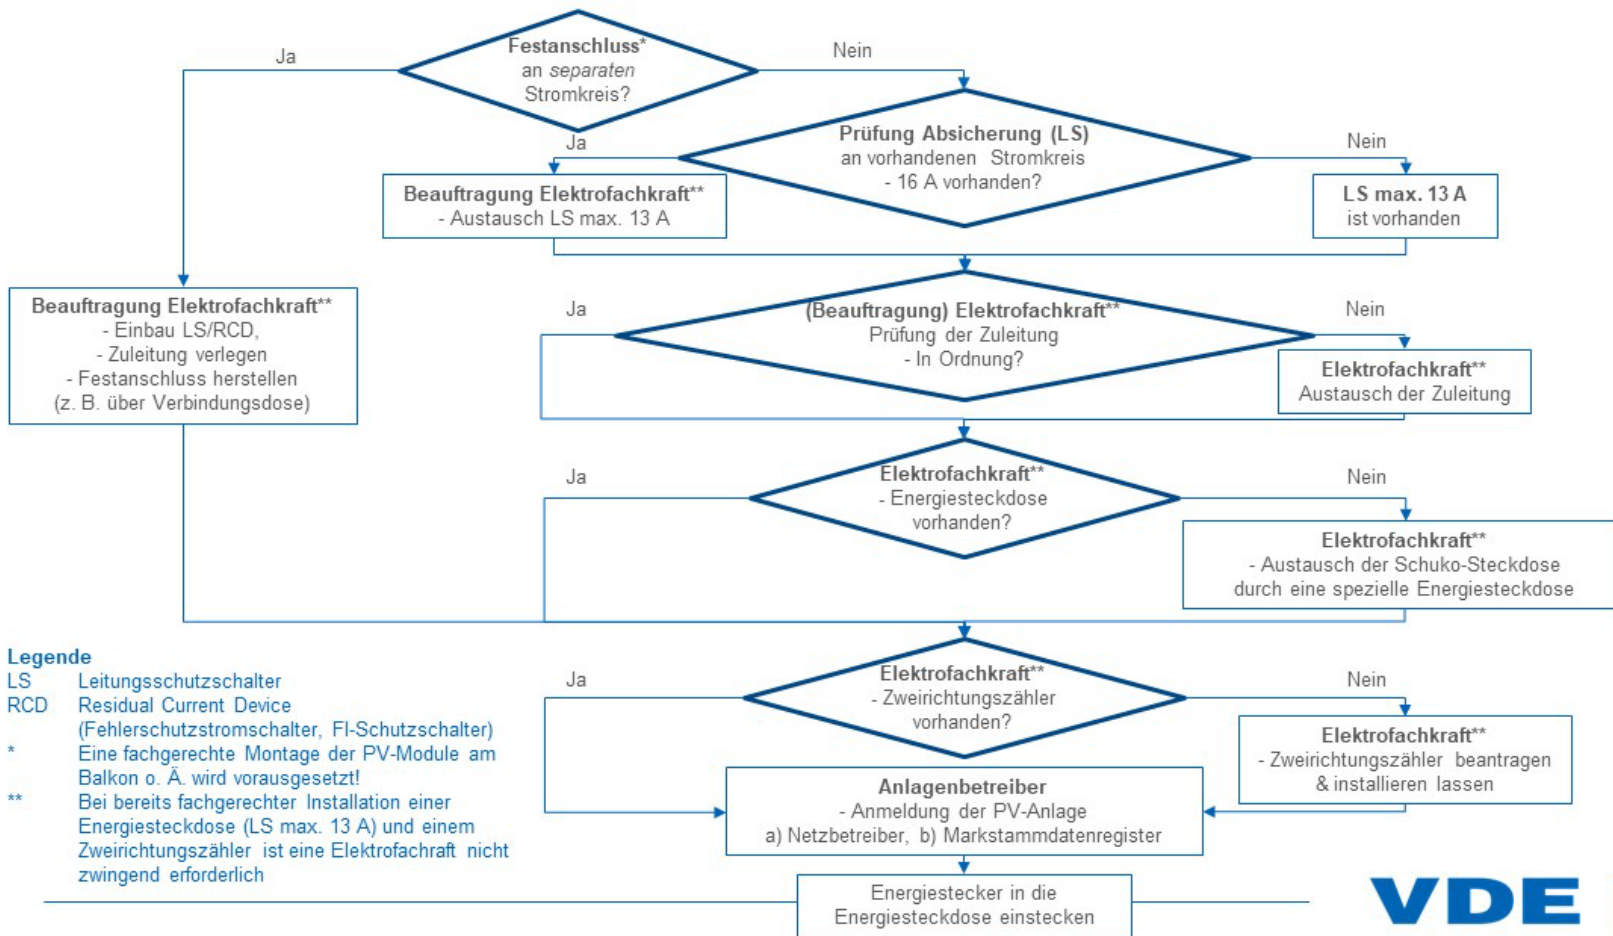 Festanschluss*
an separaten
Stromkreis?
Ja
Nein
Prüfung Absicherung (LS)
an vorhandenen Stromkreis
- 16 A vorhanden?
Ja
Nein
Beauftragung Elektrofachkraft**
- Austausch LS max. 13 A
LS max. 13 A
ist vorhanden
Beauftragung Elektrofachkraft**
- Einbau LS/RCD,
- Zuleitung verlegen
- Festanschluss herstellen
(z. B. über Verbindungsdose)
(Beauftragung) Elektrofachkraft**
Prüfung der Zuleitung
- In Ordnung?
Ja
Nein
Elektrofachkraft**
Austausch der Zuleitung
Elektrofachkraft**
- Energiesteckdose
vorhanden?
Ja
Nein
Elektrofachkraft**
- Austausch der Schuko-Steckdose
durch eine spezielle Energiesteckdose
Elektrofachkraft**
- Zweirichtungszähler
vorhanden?
Ja
Nein
Elektrofachkraft**
- Zweirichtungszähler beantragen
& installieren lassen
Anlagenbetreiber
- Anmeldung der PV-Anlage
a) Netzbetreiber, b) Markstammdatenregister
Energiestecker in die
Energiesteckdose einstecken
Legende
LS Leitungsschutzschalter
RCD Residual Current Device
(Fehlerschutzstromschalter, FI-Schutzschalter)
* Eine fachgerechte Montage der PV-Module am
Balkon o. Ä. wird vorausgesetzt!
** Bei bereits fachgerechter Installation einer
Energiesteckdose (LS max. 13 A) und einem
Zweirichtungszähler ist eine Elektrofachraft nicht
zwingend erforderlich
VDE